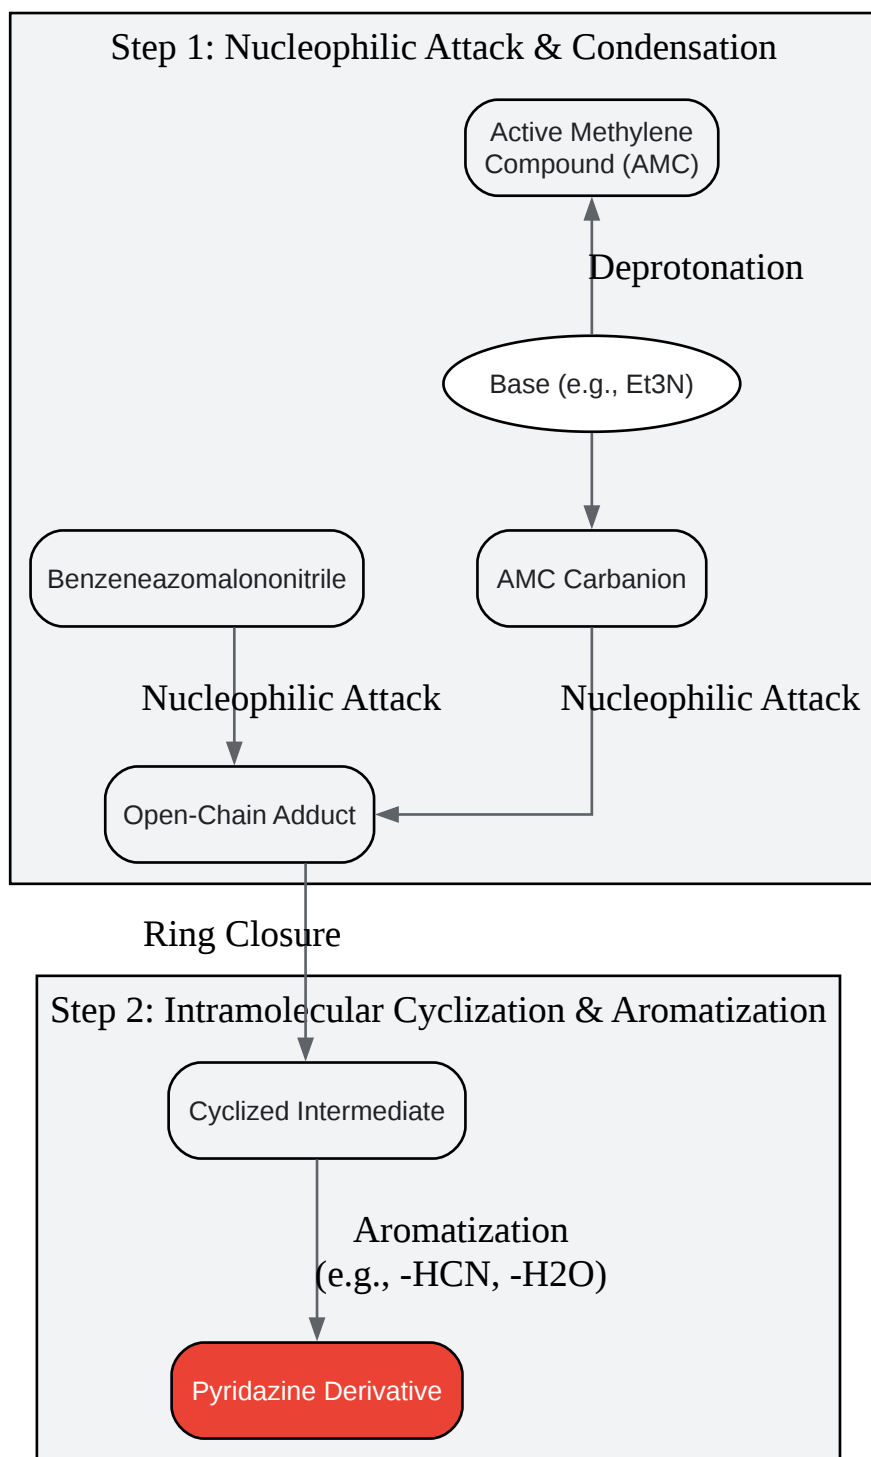 Step 1: Nucleophilic Attack & Condensation
Active Methylene
Compound (AMC)
Deprotonation
Base (e.g., Et3N)
Benzeneazomalononitrile
AMC Carbanion
Nucleophilic Attack
Nucleophilic Attack
Open-Chain Adduct
Ring Closure
Step 2: Intramolecular Cyclization & Aromatization
Cyclized Intermediate
Aromatization
(e.g., -HCN, -H2O)
Pyridazine Derivative